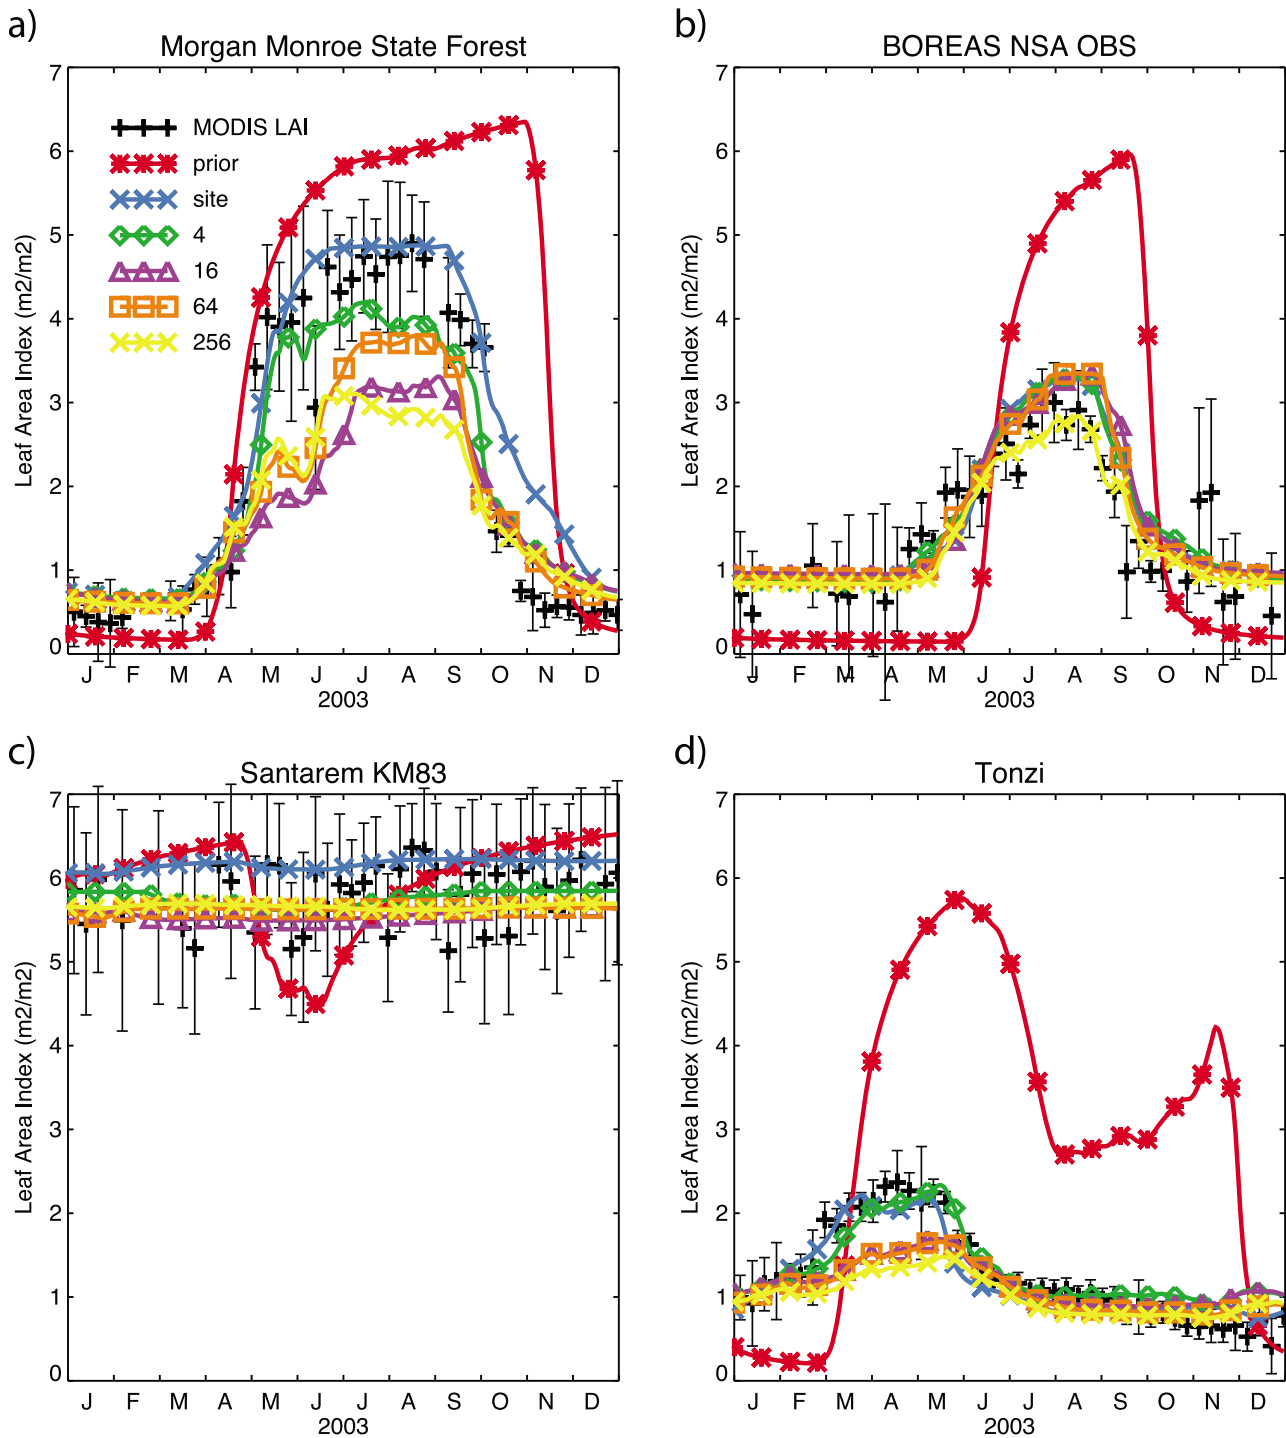 a)
Morgan Monroe State Forest
7
6
5
4
3
2
1
0
Leaf Area Index (m2/m2)
MODIS LAI
prior
site
4
16
64
256
J F M A M J J A S O N D
2003
b)
BOREAS NSA OBS
7
6
5
4
3
2
1
0
Leaf Area Index (m2/m2)
J F M A M J J A S O N D
2003
c)
Santarem KM83
7
6
5
4
3
2
1
0
Leaf Area Index (m2/m2)
J F M A M J J A S O N D
2003
d)
Tonzi
7
6
5
4
3
2
1
0
Leaf Area Index (m2/m2)
J F M A M J J A S O N D
2003